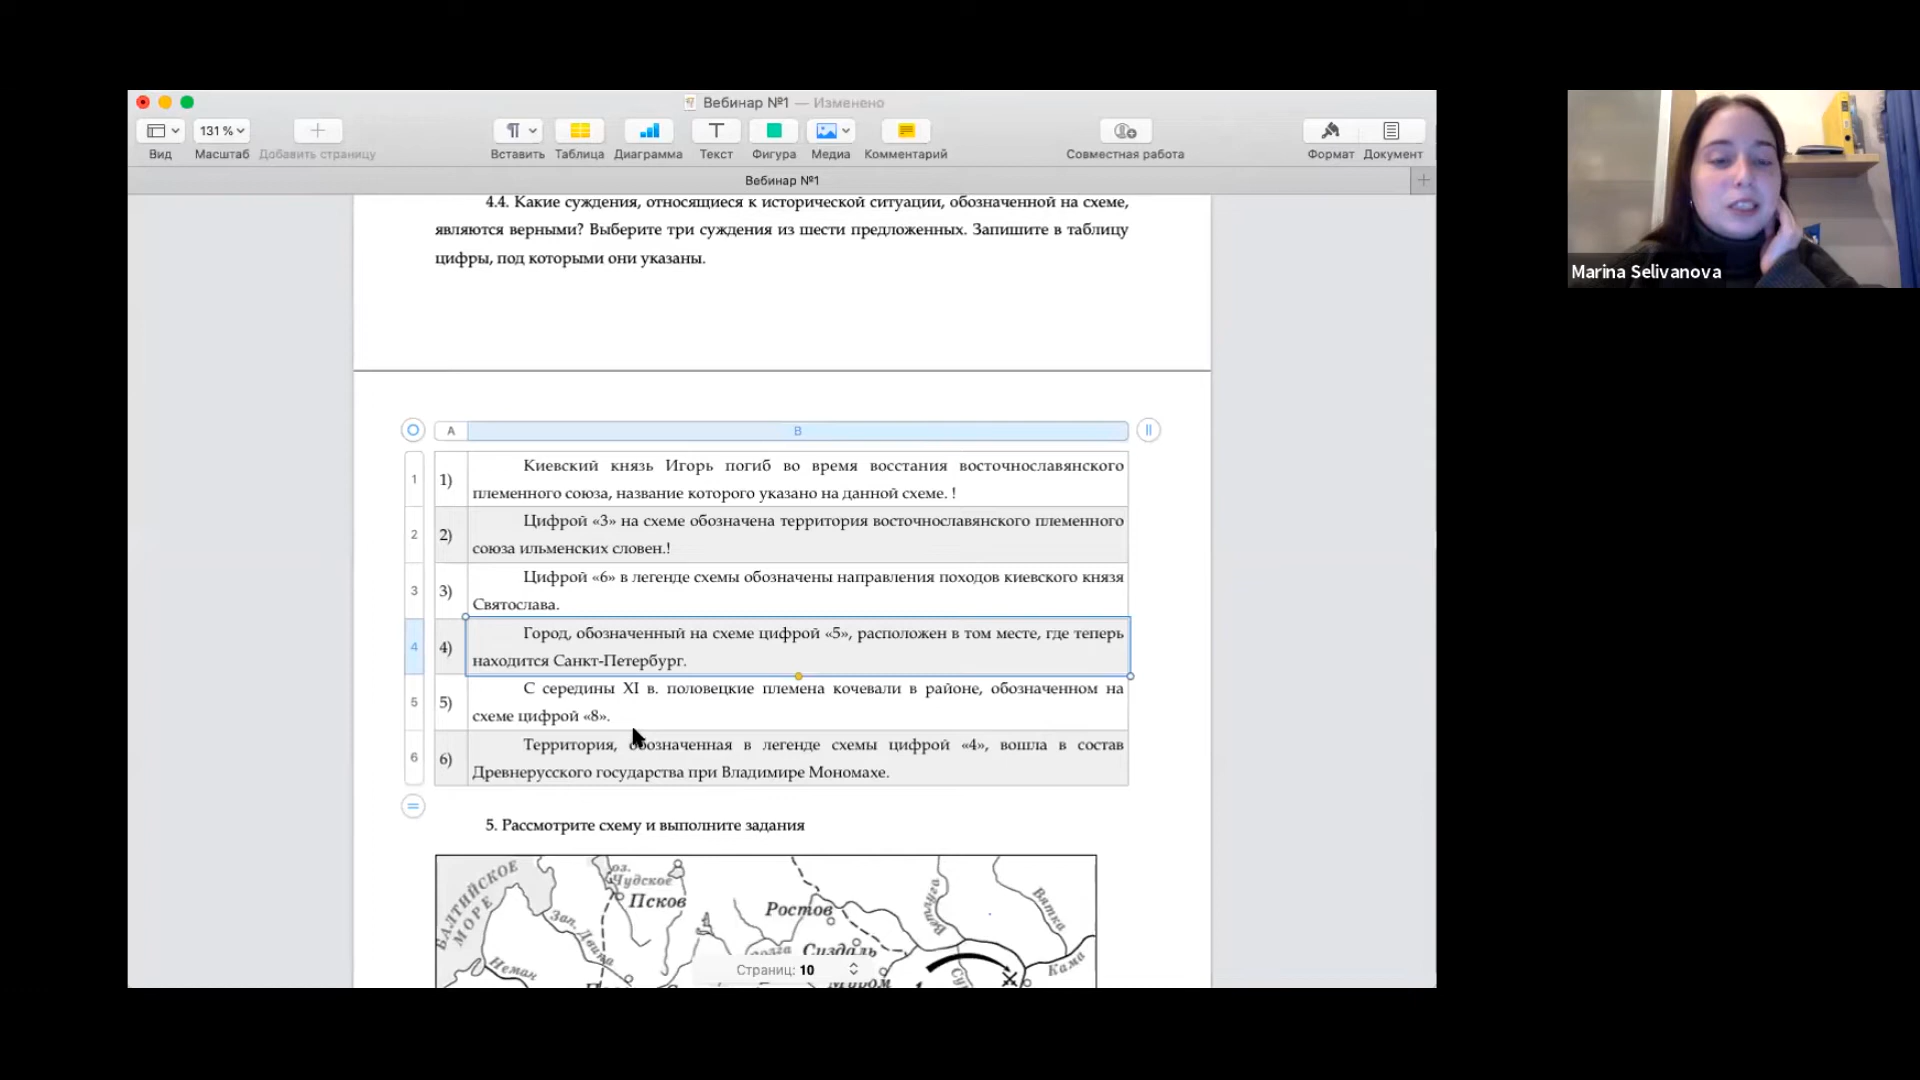 Вебинар №1 — Изменено
131 %
Вид
Масштаб
Добавить страницу
Вставить
Таблица
Диаграмма
Текст
Фигура
Медиа
Комментарий
Совместная работа
Формат
Документ
Вебинар №1
4.4. Какие суждения, относящиеся к исторической ситуации, обозначенной на схеме,
являются верными? Выберите три суждения из шести предложенных. Запишите в таблицу
цифры, под которыми они указаны.
A
B
1
1)
Киевский князь Игорь погиб во время восстания восточнославянского
племенного союза, название которого указано на данной схеме. !
2
2)
Цифрой «3» на схеме обозначена территория восточнославянского племенного
союза ильменских словен.!
3
3)
Цифрой «6» в легенде схемы обозначены направления походов киевского князя
Святослава.
4
4)
Город, обозначенный на схеме цифрой «5», расположен в том месте, где теперь
находится Санкт-Петербург.
5
5)
С середины XI в. половецкие племена кочевали в районе, обозначенном на
схеме цифрой «8».
6
6)
Территория, обозначенная в легенде схемы цифрой «4», вошла в состав
Древнерусского государства при Владимире Мономахе.
5. Рассмотрите схему и выполните задания
БАЛТИЙСКОЕ
МОРЕ
оз.
Чудское
Псков
Зап. Двина
Неман
Ростов
Суздаль
Муром
Ветлуга
Вятка
Кама
Страниц: 10
Marina Selivanova